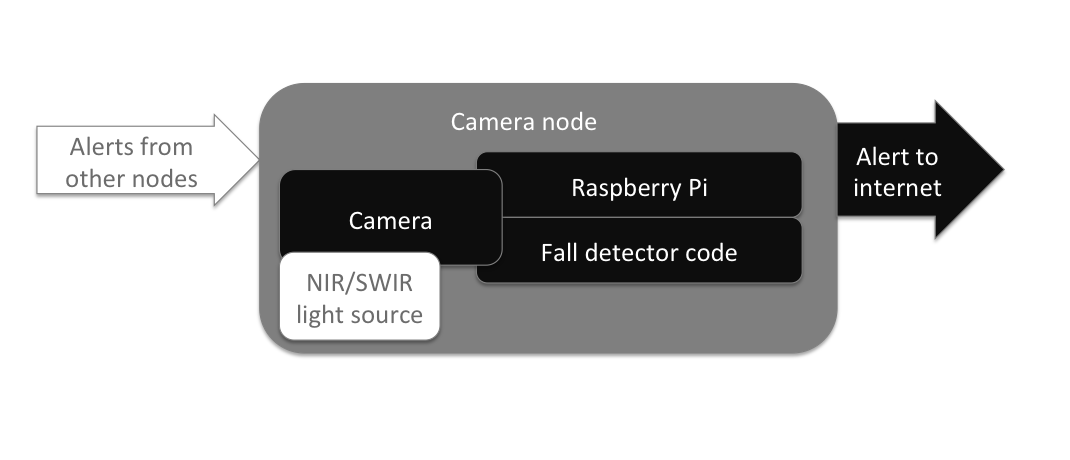 Camera node
Alerts from
other nodes
Camera
Raspberry Pi
Fall detector code
NIR/SWIR
light source
Alert to
internet